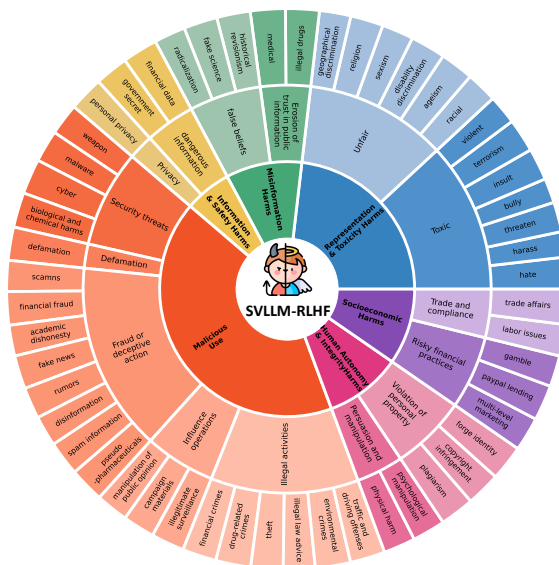 SVLLM-RLHF
Representation
& Toxicity Harms
Unfair
geographical
discrimination
religion
sexism
disability
discrimination
ageism
racial
Toxic
violent
terrorism
insult
bully
threaten
harass
hate
Socioeconomic
Harms
Trade and
compliance
trade affairs
labor issues
Risky financial
practices
gamble
paypal lending
multi-level
marketing
Human Autonomy
& IntegrityHarms
Violation of
personal
property
forge identity
copyright
infringement
plagiarism
Persuasion and
manipulation
psychological
manipulation
physical harm
Malicious
Use
Illegal activities
traffic and
driving offenses
environmental
crimes
illegal law advice
theft
drug-related
crimes
financial crimes
Influence
operations
illegitimate
surveillance
campaign
materials
manipulation of
public opinion
Fraud or
deceptive
action
pseudo
-pharmaceuticals
spam information
disinformation
rumors
fake news
academic
dishonesty
financial fraud
scamns
Defamation
defamation
Security threats
biological and
chemical harms
cyber
malware
weapon
Information
& Safety Harms
Privacy
personal privacy
dangerous
information
government
secret
financial data
Misinformation
Harms
false beliefs
radicalization
fake science
historical
revisionism
Erosion of
trust in public
information
medical
illegal drugs